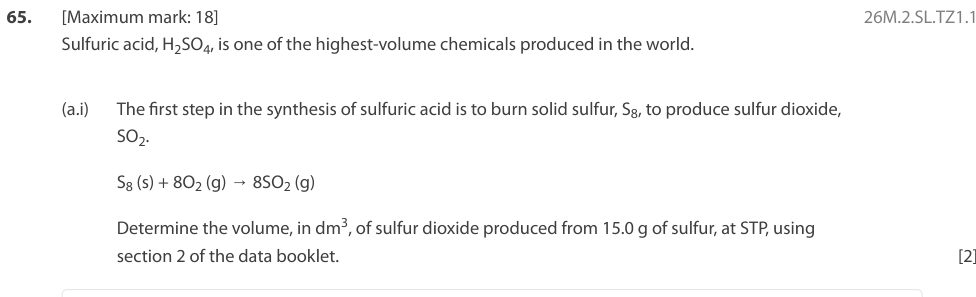 65. [Maximum mark: 18] 26M.2.SL.TZ1.1
Sulfuric acid, H₂SO₄, is one of the highest-volume chemicals produced in the world.
(a.i) The first step in the synthesis of sulfuric acid is to burn solid sulfur, S₈, to produce sulfur dioxide,
SO₂.
S₈ (s) + 8O₂ (g) → 8SO₂ (g)
Determine the volume, in dm³, of sulfur dioxide produced from 15.0 g of sulfur, at STP, using
section 2 of the data booklet. [2]